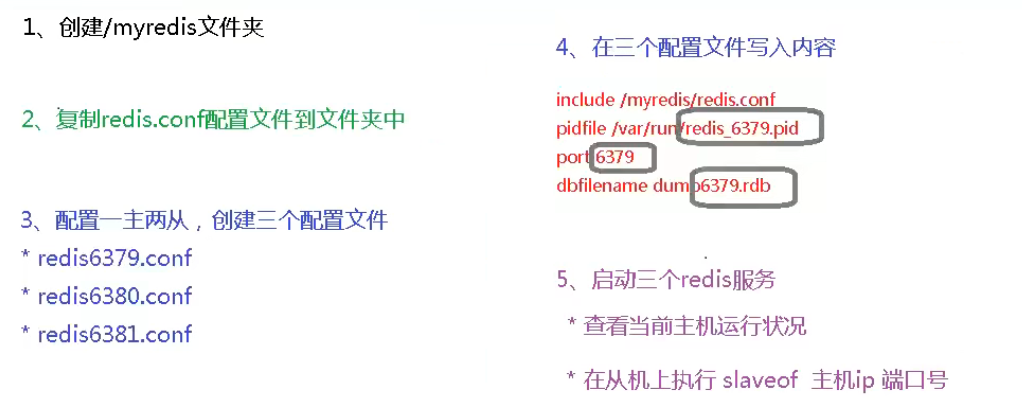 1、创建/myredis文件夹
2、复制redis.conf配置文件到文件夹中
3、配置一主两从，创建三个配置文件
* redis6379.conf
* redis6380.conf
* redis6381.conf
4、在三个配置文件写入内容
include /myredis/redis.conf
pidfile /var/run/redis_6379.pid
port 6379
dbfilename dump6379.rdb
5、启动三个redis服务
* 查看当前主机运行状况
* 在从机上执行 slaveof 主机ip 端口号